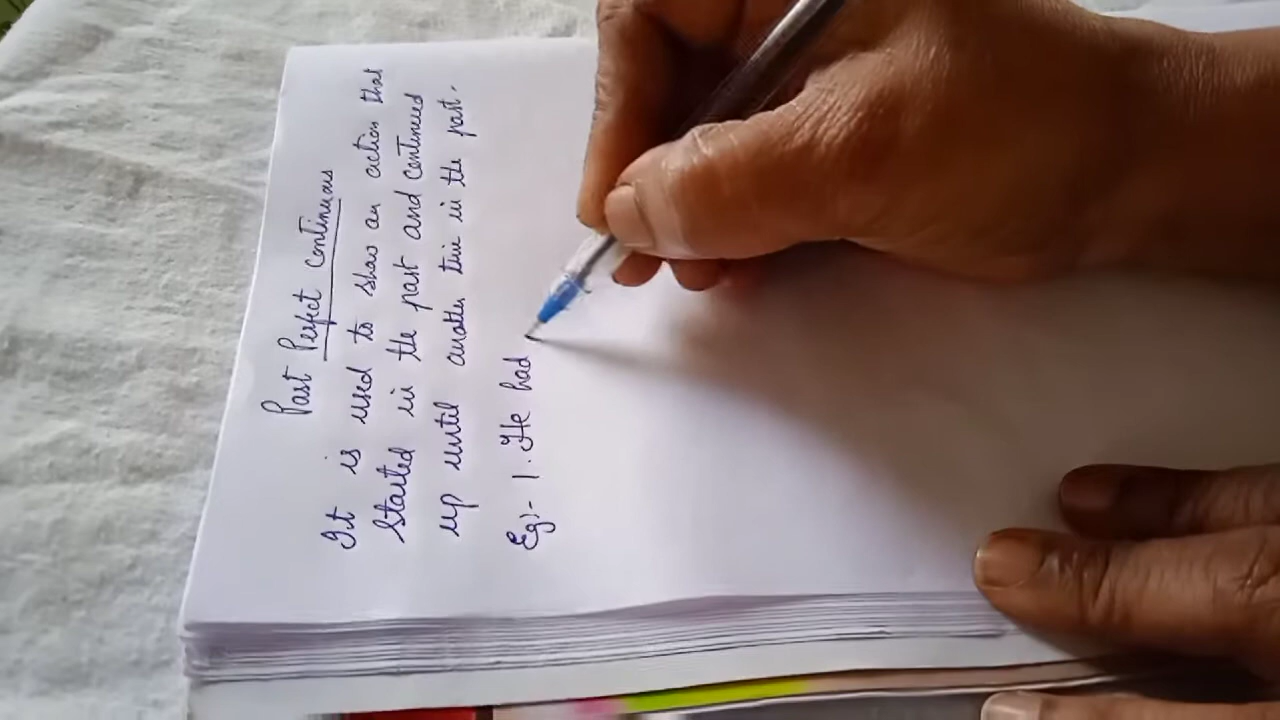 Past Perfect Continuous
It is used to show an action that
Started in the past and continued
up until another time in the past.
Eg:- 1. He had